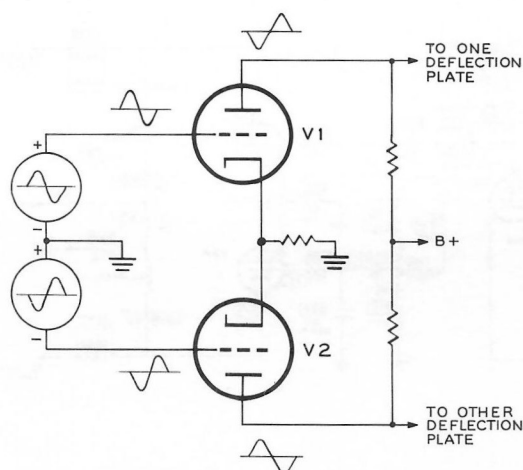 TO ONE
DEFLECTION
PLATE
V1
+
-
B+
+
-
V2
TO OTHER
DEFLECTION
PLATE